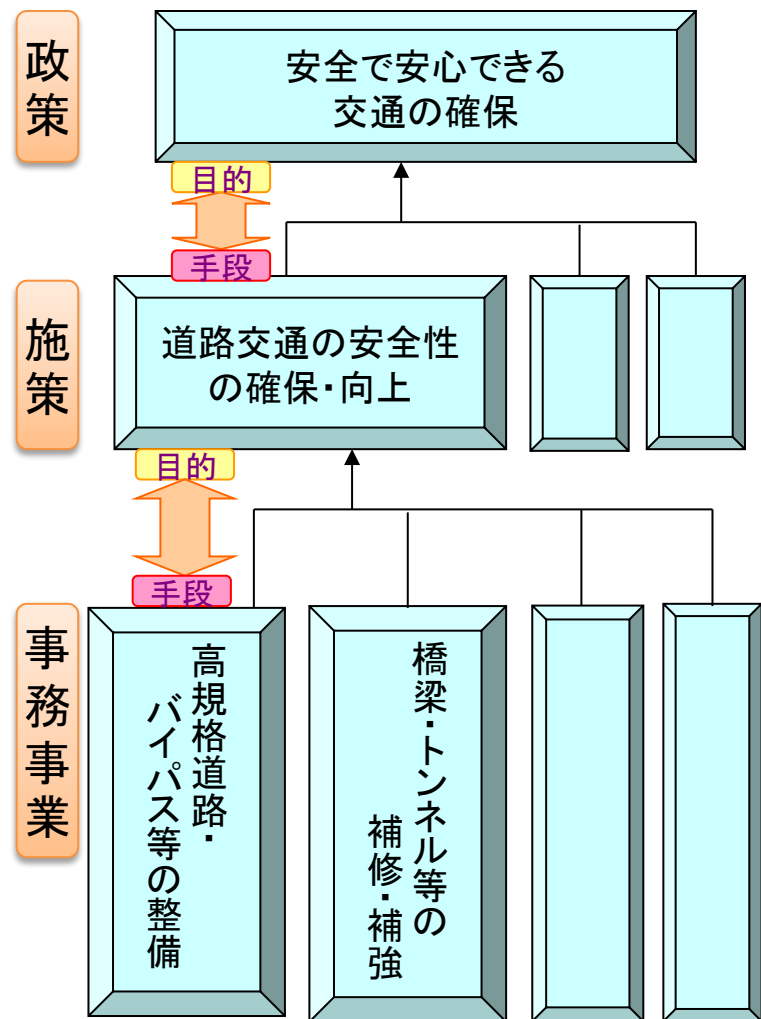 政策
安全で安心できる
交通の確保
目的
手段
施策
道路交通の安全性
の確保・向上
目的
手段
事務事業
高規格道路・
バイパス等の整備
橋梁・トンネル等の
補修・補強